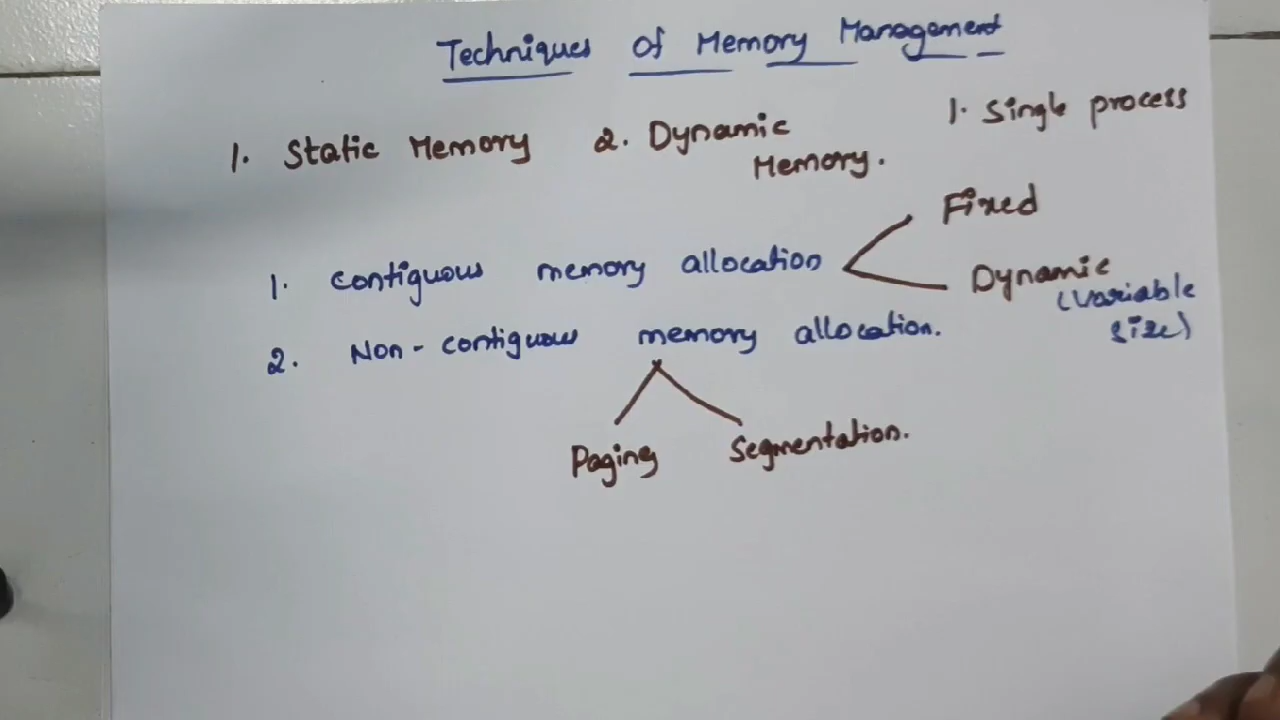 Techniques of Memory Management
1. Static Memory 2. Dynamic Memory.
1. Single process
1. contiguous memory allocation
Fixed
Dynamic
(variable
size)
2. Non-contiguous memory allocation.
Paging Segmentation.